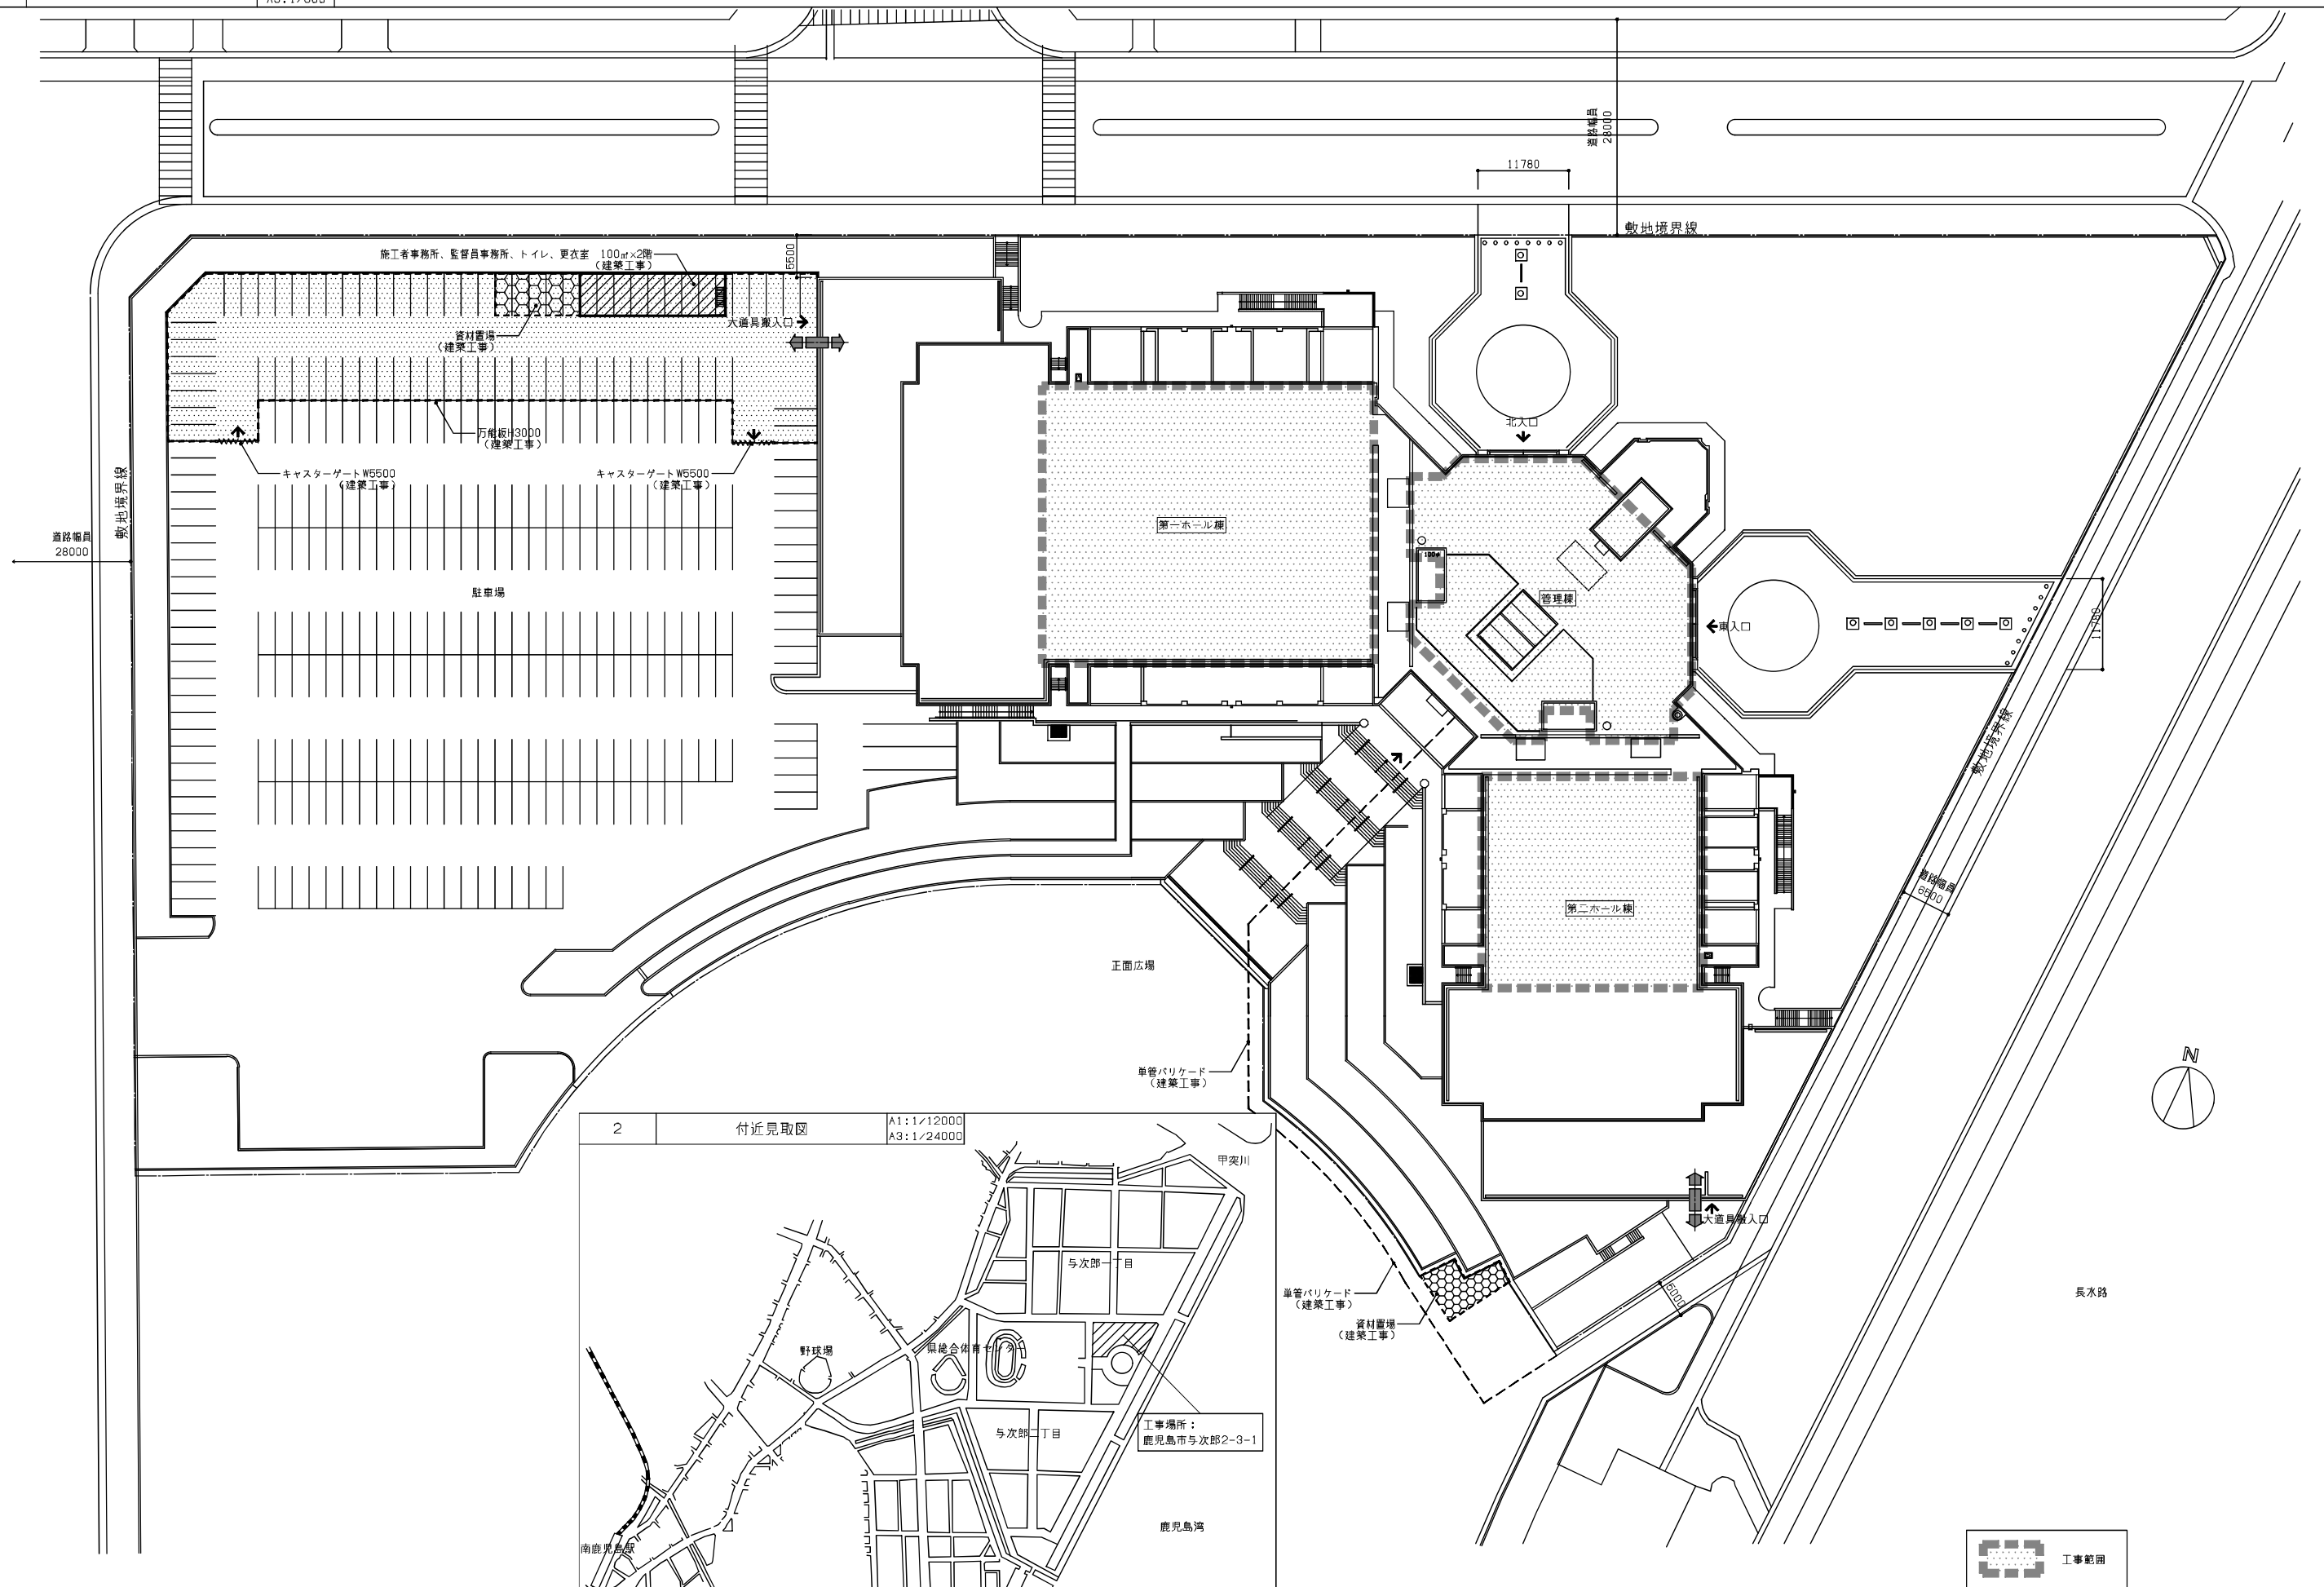 道路幅員
28000
11780
敷地境界線
5500
施工者事務所、監督員事務所、トイレ、更衣室 100㎡×2階
(建築工事)
大道具搬入口
資材置場
(建築工事)
万能板H3000
(建築工事)
キャスターゲートW5500
(建築工事)
キャスターゲートW5500
(建築工事)
敷地境界線
道路幅員
28000
駐車場
北入口
第一ホール棟
管理棟
東入口
11780
敷地境界線
道路幅員
6500
第二ホール棟
正面広場
単管バリケード
(建築工事)
N
2
付近見取図
A1:1/12000
A3:1/24000
甲突川
与次郎一丁目
野球場
県総合体育センター
与次郎二丁目
工事場所:
鹿児島市与次郎2-3-1
鹿児島湾
南鹿児島駅
大道具搬入口
単管バリケード
(建築工事)
資材置場
(建築工事)
6000
長水路
工事範囲